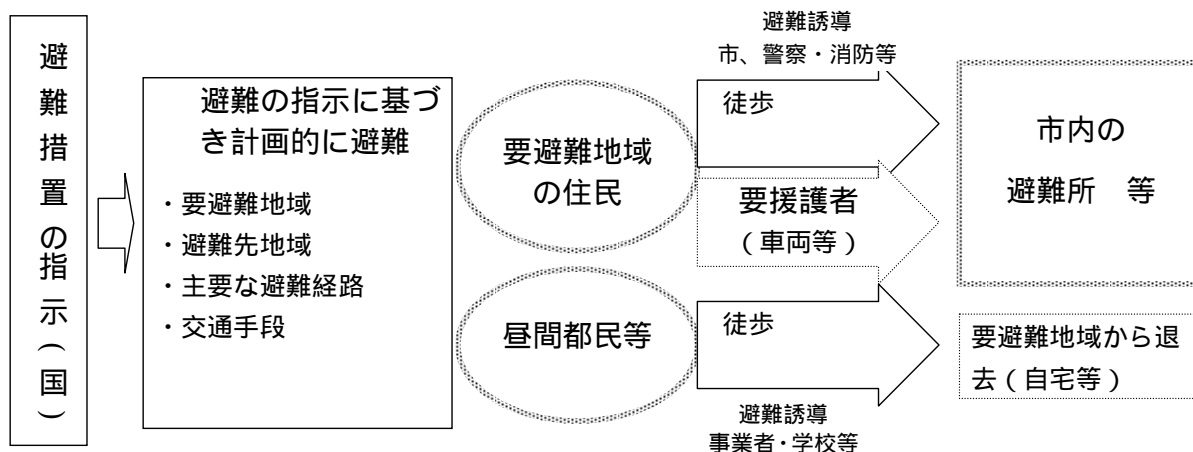 避難措置の指示（国）
避難の指示に基づ
き計画的に避難
・要避難地域
・避難先地域
・主要な避難経路
・交通手段
要避難地域
の住民
昼間都民等
避難誘導
市、警察・消防等
徒歩
要援護者
（車両等）
徒歩
避難誘導
事業者・学校等
市内の
避難所　等
要避難地域から退
去（自宅等）